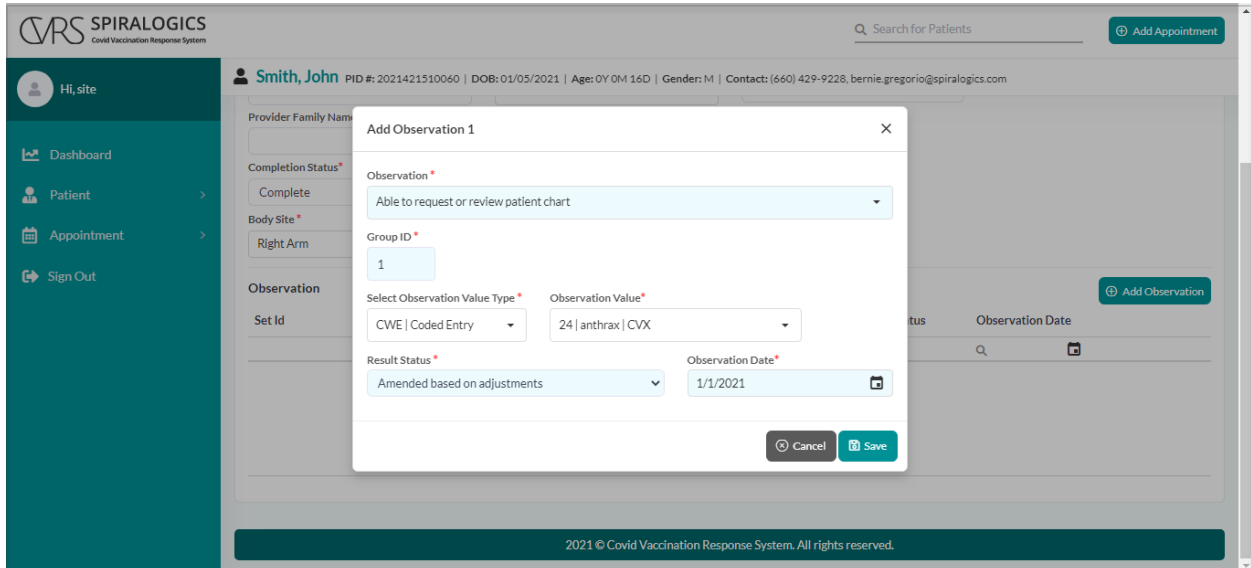 CVRS SPIRALOGICS
Covid Vaccination Response System
Search for Patients
Add Appointment
Hi, site
Smith, John PID #: 2021421510060 | DOB: 01/05/2021 | Age: 0Y 0M 16D | Gender: M | Contact: (660) 429-9228, bernie.gregorio@spiralogics.com
Dashboard
Patient
Appointment
Sign Out
Provider Family Name
Completion Status*
Complete
Body Site *
Right Arm
Observation
Add Observation
Set Id
Observation Date
Add Observation 1
Observation *
Able to request or review patient chart
Group ID *
1
Select Observation Value Type * Observation Value*
CWE | Coded Entry 24 | anthrax | CVX
Result Status * Observation Date*
Amended based on adjustments 1/1/2021
Cancel Save
2021 © Covid Vaccination Response System. All rights reserved.